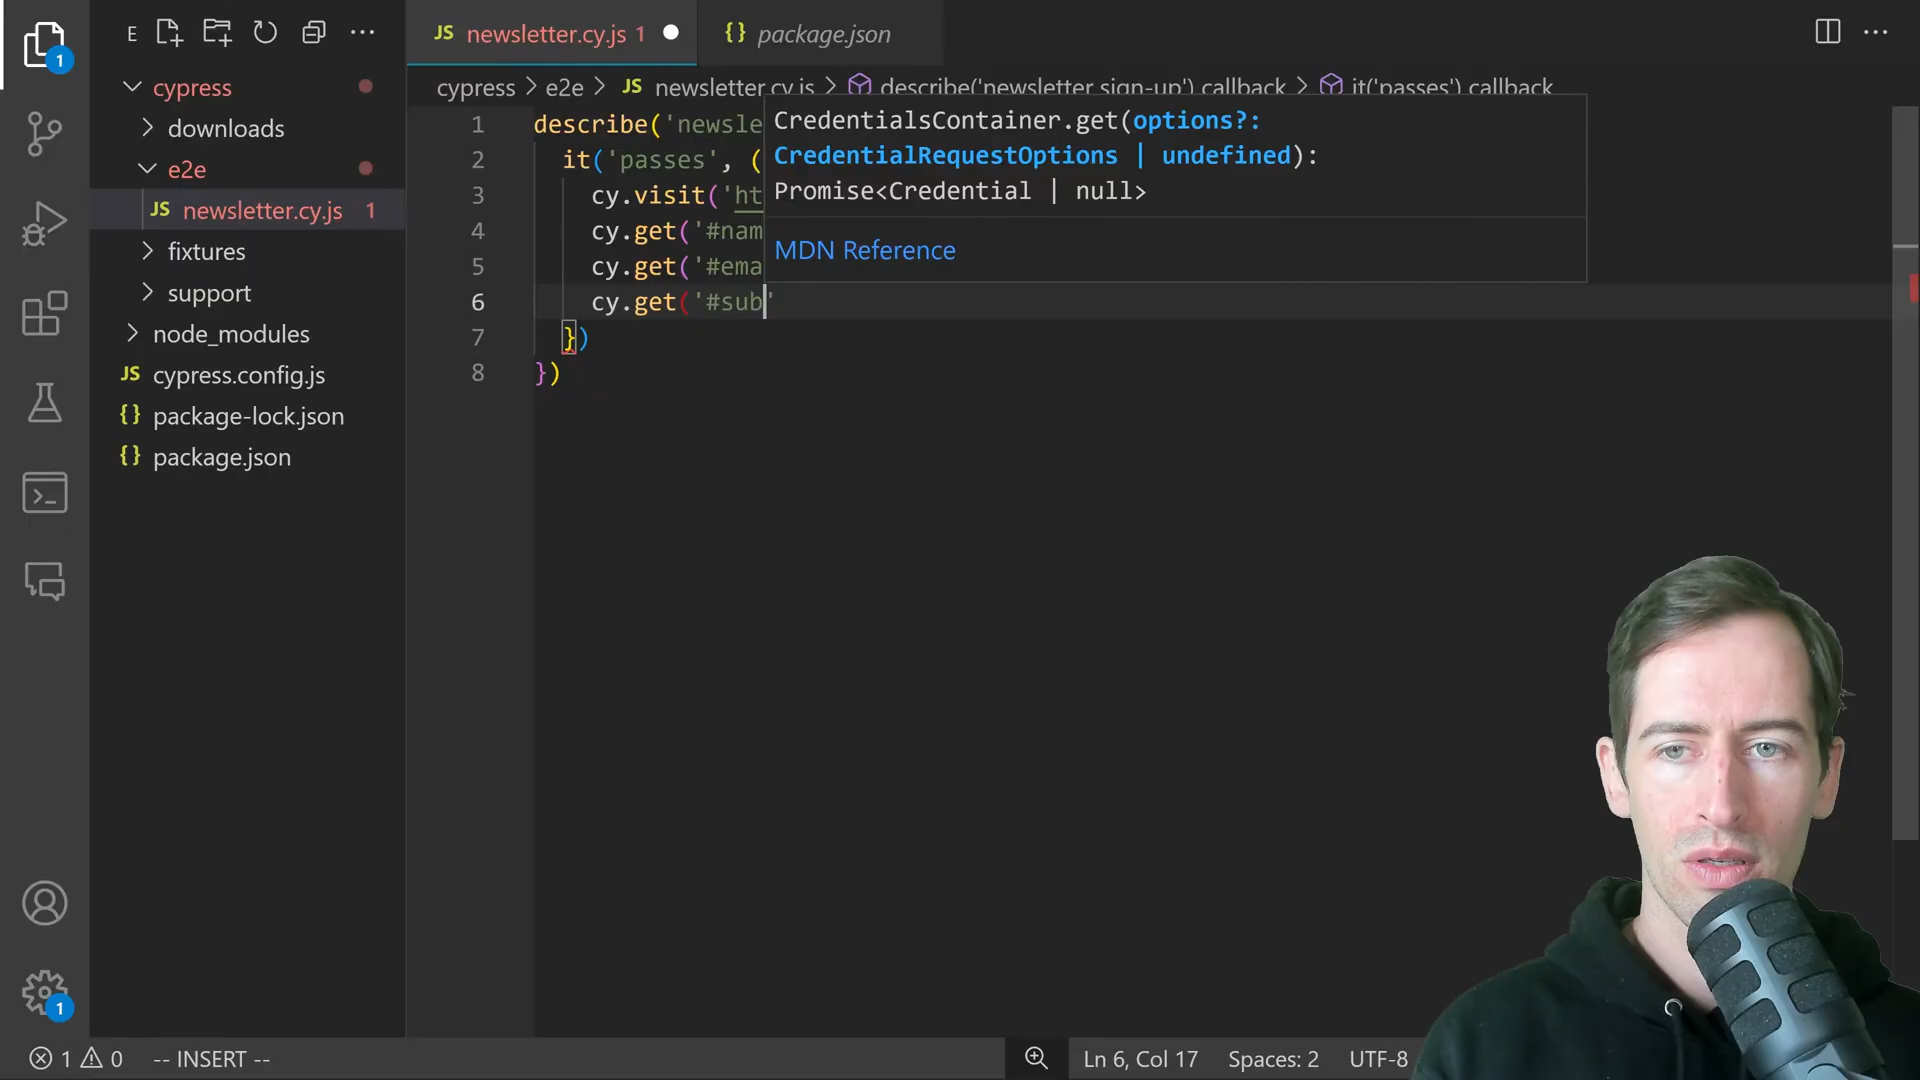 E
JS newsletter.cy.js 1
{} package.json
cypress > e2e > JS newsletter.cy.js > describe('newsletter sign-up') callback > it('passes') callback
cypress
downloads
e2e
JS newsletter.cy.js 1
fixtures
support
node_modules
JS cypress.config.js
{} package-lock.json
{} package.json
1 describe('newsle
2 it('passes', (
3 cy.visit('ht
4 cy.get('#nam
5 cy.get('#ema
6 cy.get('#sub'
7 })
8 })
CredentialsContainer.get(options?:
CredentialRequestOptions | undefined):
Promise<Credential | null>
MDN Reference
1
1
1 0 -- INSERT --
Ln 6, Col 17 Spaces: 2 UTF-8